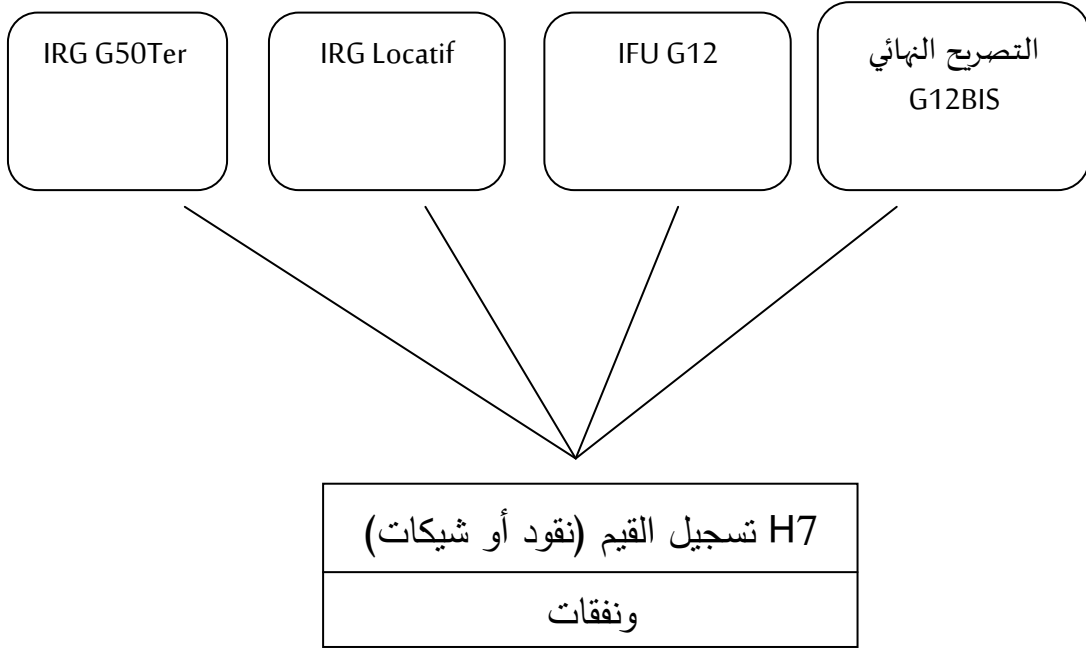 IRG G50Ter
IRG Locatif
IFU G12
التصريح النهائي
G12BIS
H7 تسجيل القيم (نقود أو شيكات)
ونفقات